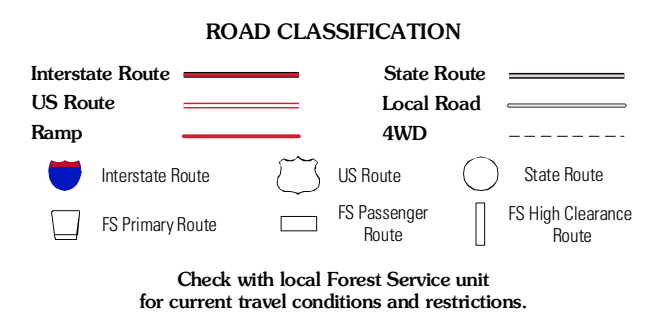 ROAD CLASSIFICATION
Interstate Route
State Route
US Route
Local Road
Ramp
4WD
Interstate Route
US Route
State Route
FS Primary Route
FS Passenger
Route
FS High Clearance
Route
Check with local Forest Service unit
for current travel conditions and restrictions.